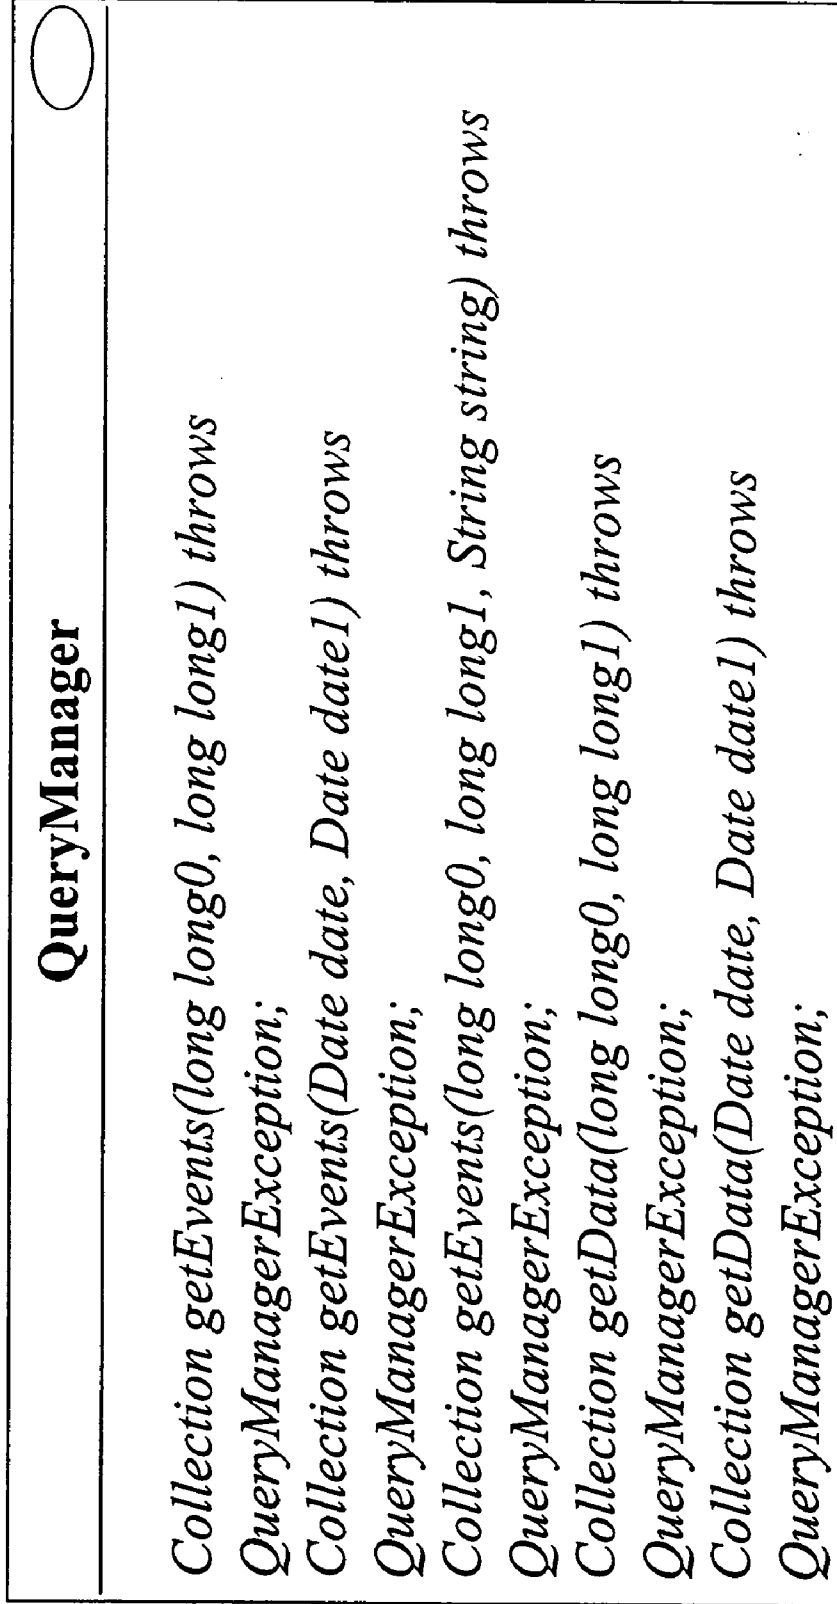 QueryManager
Collection getEvents(long long0, long long1) throws
QueryManagerException;
Collection getEvents(Date date, Date date1) throws
QueryManagerException;
Collection getEvents(long long0, long long1, String string) throws
QueryManagerException;
Collection getData(long long0, long long1) throws
QueryManagerException;
Collection getData(Date date, Date date1) throws
QueryManagerException;